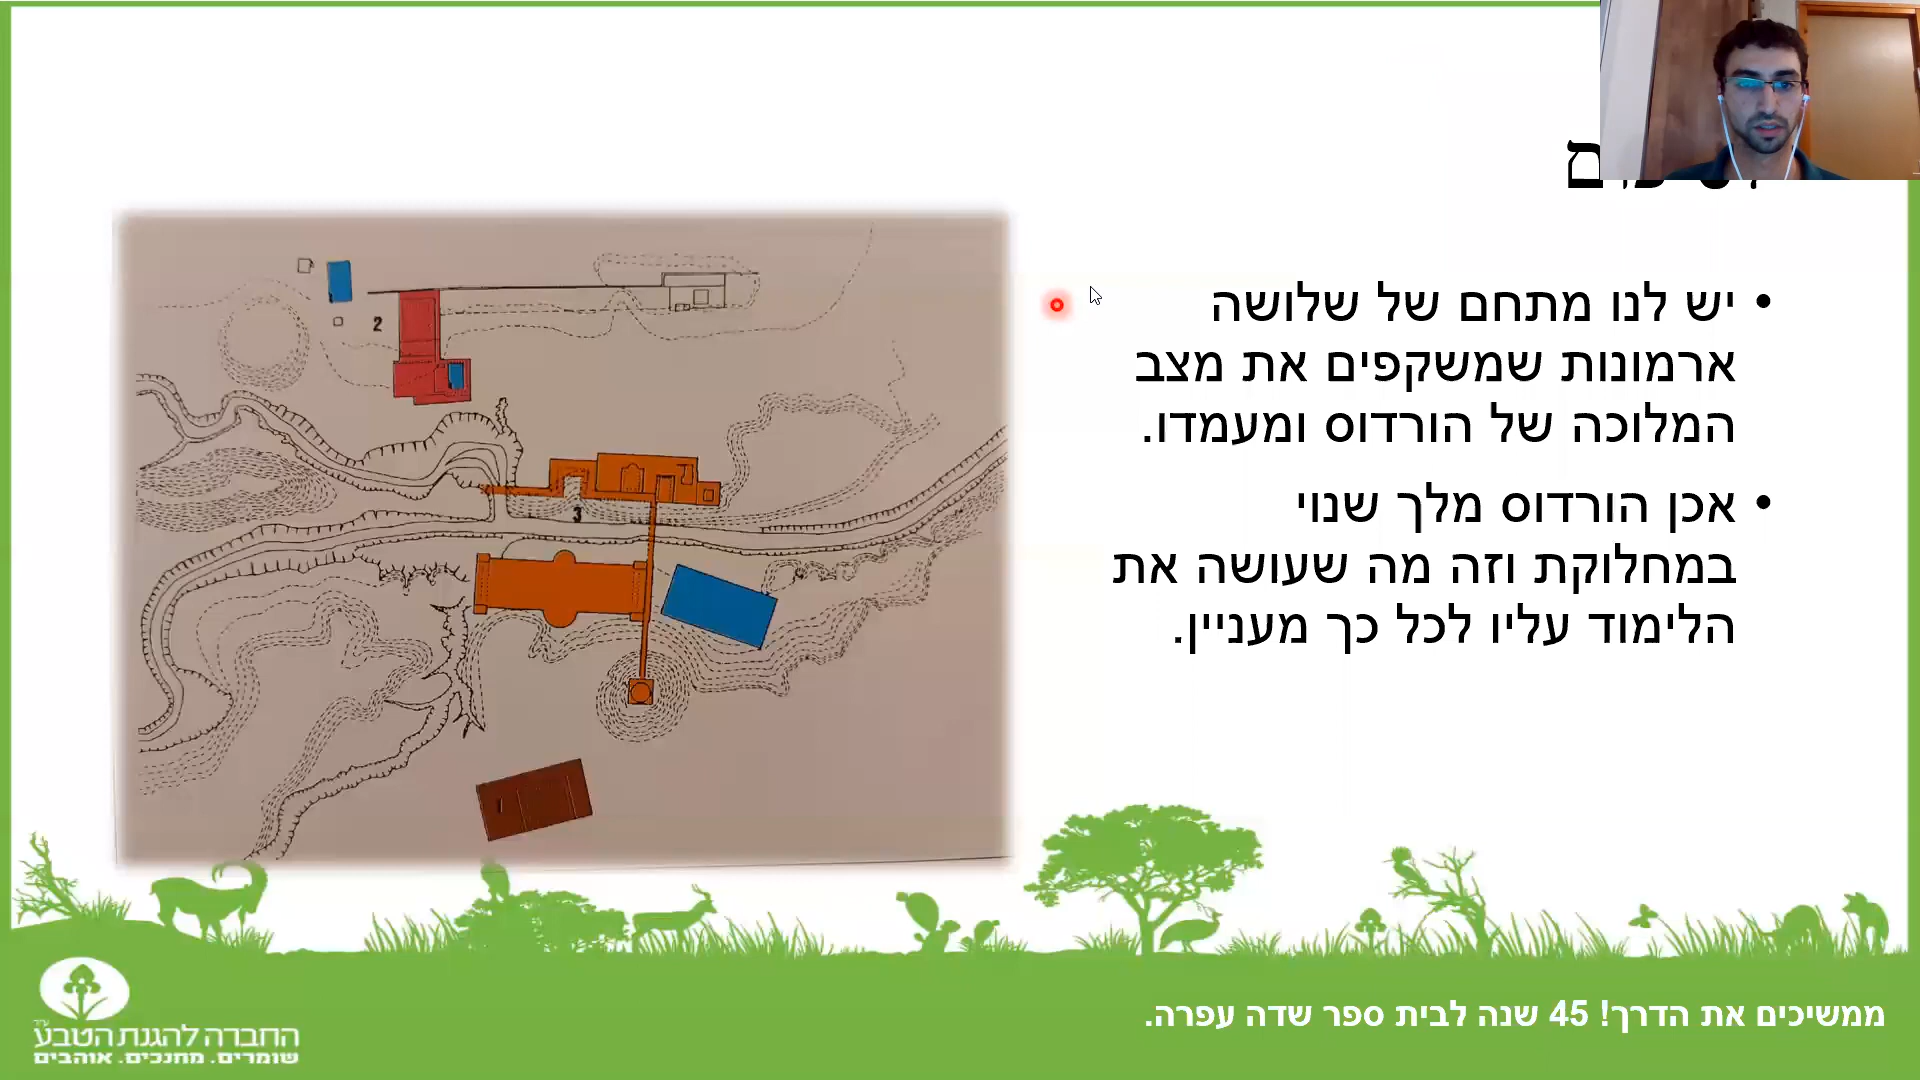 יש לנו מתחם של שלושה
ארמונות שמשקפים את מצב
המלוכה של הורדוס ומעמדו.
אכן הורדוס מלך שנוי
במחלוקת וזה מה שעושה את
הלימוד עליו לכל כך מעניין.
2
3
ממשיכים את הדרך! 45 שנה לבית ספר שדה עפרה.
החברה להגנת הטבע
שומרים. מחנכים. אוהבים